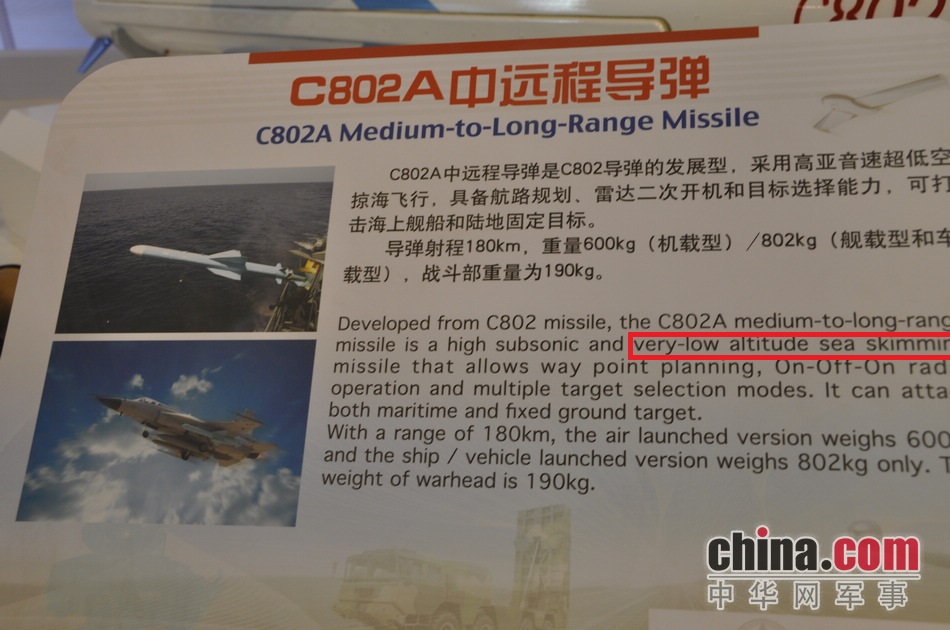 C802
C802A中远程导弹
C802A Medium-to-Long-Range Missile
C802A中远程导弹是C802导弹的发展型，采用高亚音速超低空
掠海飞行，具备航路规划、雷达二次开机和目标选择能力，可打
击海上舰船和陆地固定目标。
导弹射程180km，重量600kg（机载型）/802kg（舰载型和车
载型），战斗部重量为190kg。
Developed from C802 missile, the C802A medium-to-long-rang
missile is a high subsonic and very-low altitude sea skimmin
missile that allows way point planning, On-Off-On rad
operation and multiple target selection modes. It can atta
both maritime and fixed ground target.
With a range of 180km, the air launched version weighs 600
and the ship / vehicle launched version weighs 802kg only. T
weight of warhead is 190kg.
china.com
中华网军事